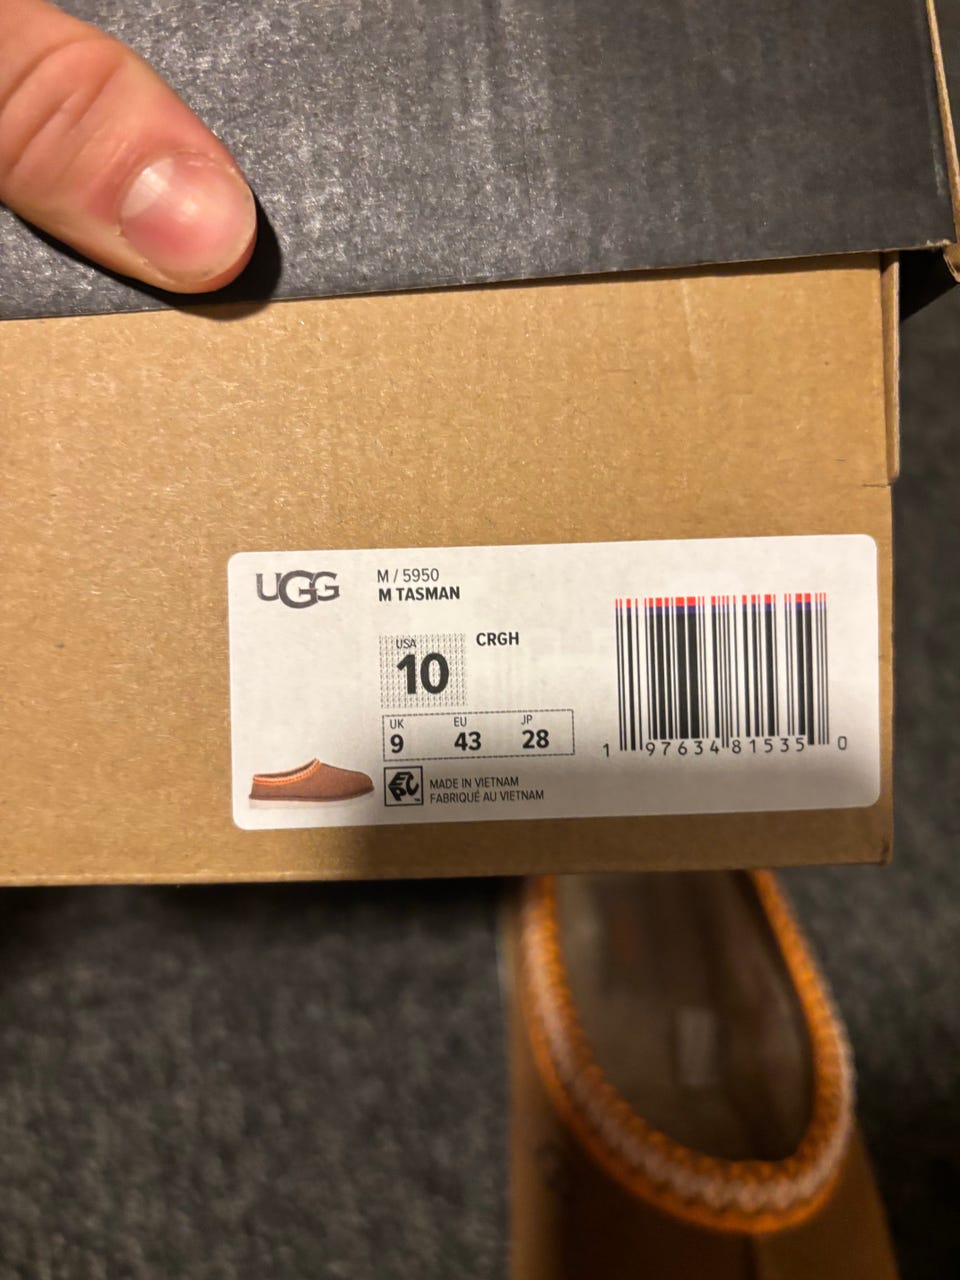 UGG
M / 5950
M TASMAN
USA
10
CRGH
UK EU JP
9 43 28
EPC
MADE IN VIETNAM
FABRIQUÉ AU VIETNAM
1 97634 81535 0